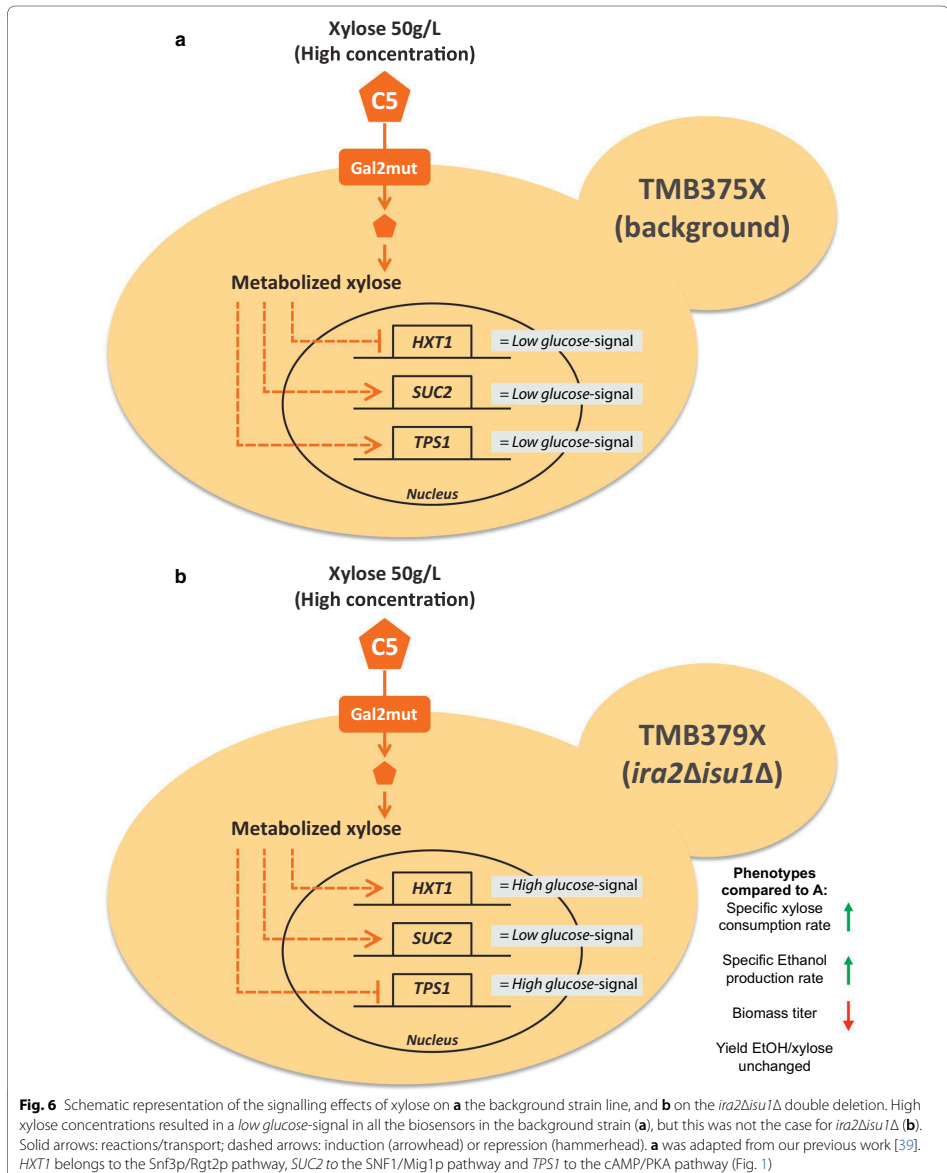 a
Xylose 50g/L
(High concentration)
C5
Gal2mut
TMB375X
(background)
Metabolized xylose
HXT1
= Low glucose-signal
SUC2
= Low glucose-signal
TPS1
= Low glucose-signal
Nucleus
b
Xylose 50g/L
(High concentration)
C5
Gal2mut
TMB379X
(ira2Δisu1Δ)
Metabolized xylose
HXT1
= High glucose-signal
SUC2
= Low glucose-signal
TPS1
= High glucose-signal
Nucleus
Phenotypes
compared to A:
Specific xylose
consumption rate
Specific Ethanol
production rate
Biomass titer
Yield EtOH/xylose
unchanged
Fig. 6 Schematic representation of the signalling effects of xylose on a the background strain line, and b on the ira2Δisu1Δ double deletion. High
xylose concentrations resulted in a low glucose-signal in all the biosensors in the background strain (a), but this was not the case for ira2Δisu1Δ (b).
Solid arrows: reactions/transport; dashed arrows: induction (arrowhead) or repression (hammerhead). a was adapted from our previous work [39].
HXT1 belongs to the Snf3p/Rgt2p pathway, SUC2 to the SNF1/Mig1p pathway and TPS1 to the cAMP/PKA pathway (Fig. 1)